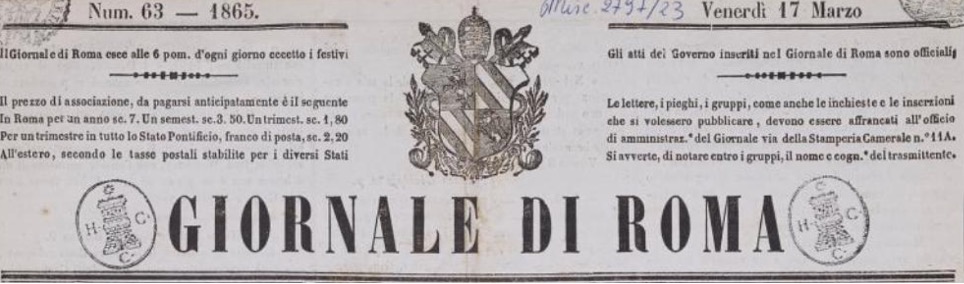 Num. 63 — 1865.
Misc. 2797/23
Venerdì 17 Marzo
Il Giornale di Roma esce alle 6 pom. d'ogni giorno eccetto i festivi
Il prezzo di associazione, da pagarsi anticipatamente è il seguente
In Roma per un anno sc. 7. Un semest. sc. 3, 50. Un trimest. sc. 1,80
Per un trimestre in tutto lo Stato Pontificio, franco di posta, sc. 2,20
All'estero, secondo le tasse postali stabilite per i diversi Stati
Gli atti del Governo inscriti nel Giornale di Roma sono officiali
Le lettere, i pieghi, i gruppi, come anche le inchieste e le inserzioni
che si volessero pubblicare, devono essere affrancati all'officio
di amministraz.e del Giornale via della Stamperia Camerale n.° 11A.
Si avverte, di notare entro i gruppi, il nome e cogn.e del trasmittente.
H C
C
GIORNALE DI ROMA
H C
C